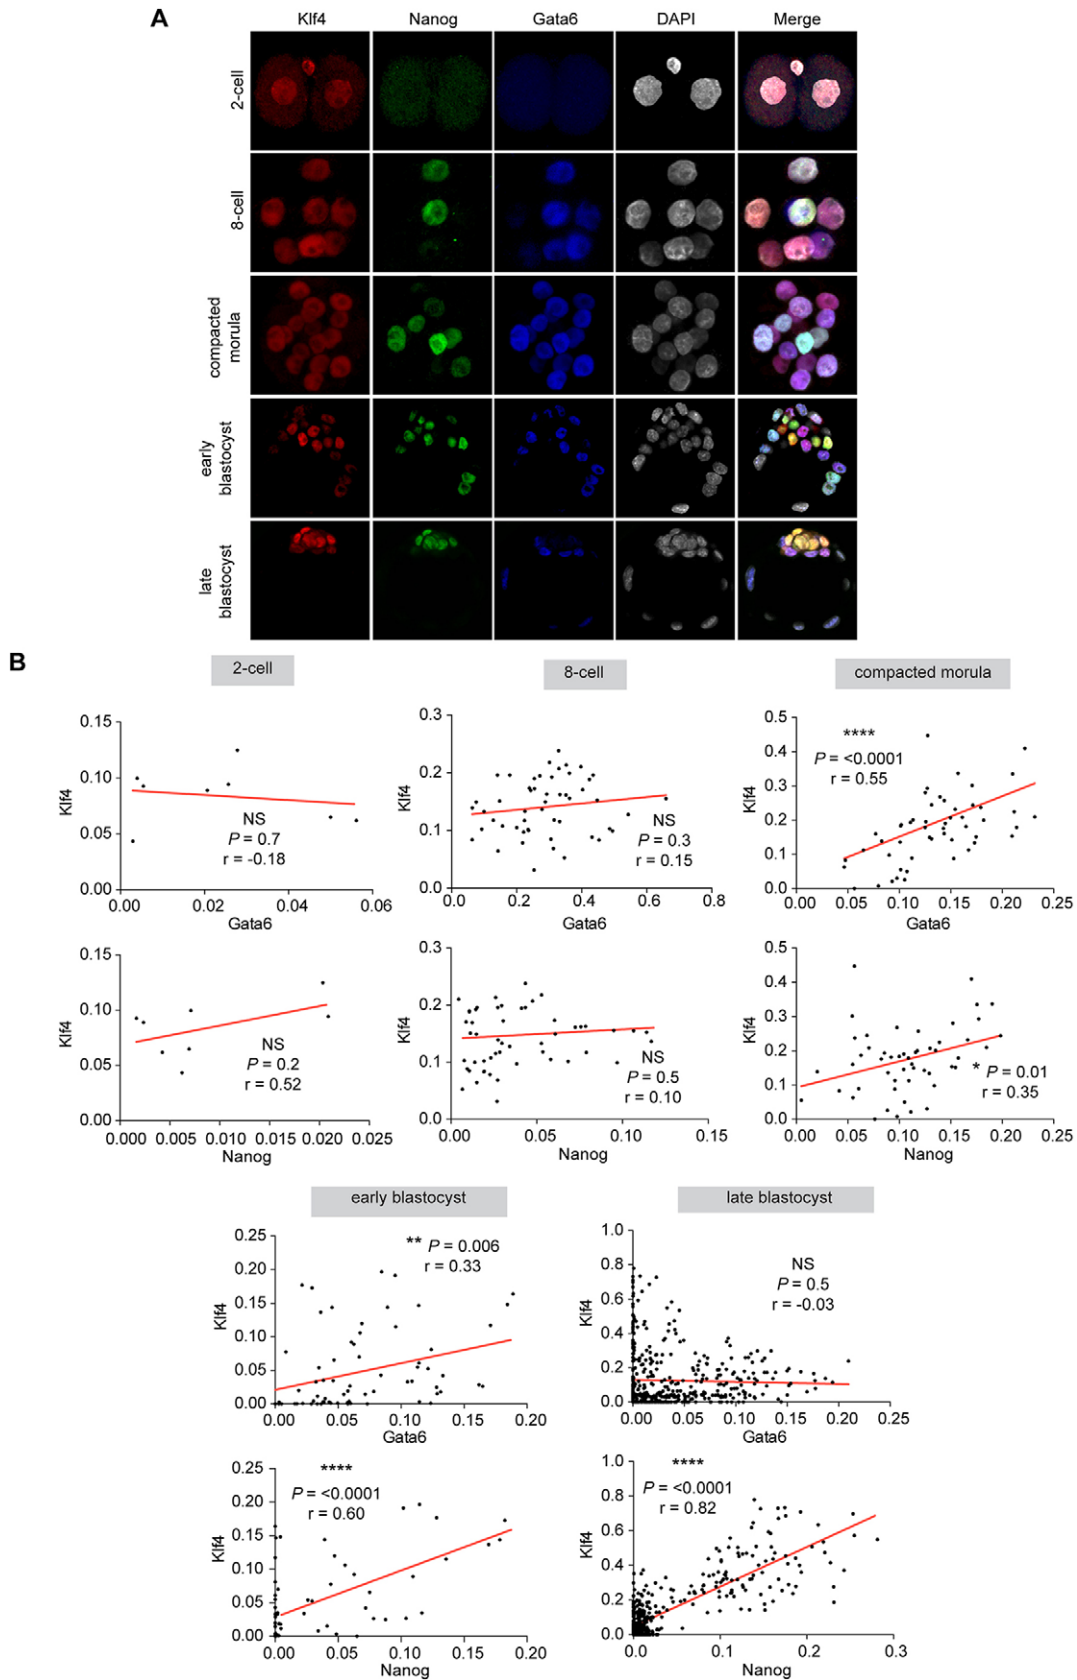 A
Klf4 Nanog Gata6 DAPI Merge
2-cell
8-cell
compacted
morula
early
blastocyst
late
blastocyst
B
2-cell 8-cell compacted morula
0.15
0.10
0.05
0.00
Klf4
NS
P = 0.7
r = -0.18
0.00 0.02 0.04 0.06
Gata6
0.3
0.2
0.1
0.0
Klf4
NS
P = 0.3
r = 0.15
0.0 0.2 0.4 0.6 0.8
Gata6
0.5
0.4
0.3
0.2
0.1
0.0
Klf4
****
P = <0.0001
r = 0.55
0.00 0.05 0.10 0.15 0.20 0.25
Gata6
0.15
0.10
0.05
0.00
Klf4
NS
P = 0.2
r = 0.52
0.000 0.005 0.010 0.015 0.020 0.025
Nanog
0.3
0.2
0.1
0.0
Klf4
NS
P = 0.5
r = 0.10
0.00 0.05 0.10 0.15
Nanog
0.5
0.4
0.3
0.2
0.1
0.0
Klf4
* P = 0.01
r = 0.35
0.00 0.05 0.10 0.15 0.20 0.25
Nanog
early blastocyst late blastocyst
0.25
0.20
0.15
0.10
0.05
0.00
Klf4
** P = 0.006
r = 0.33
0.00 0.05 0.10 0.15 0.20
Gata6
1.0
0.8
0.6
0.4
0.2
0.0
Klf4
NS
P = 0.5
r = -0.03
0.00 0.05 0.10 0.15 0.20 0.25
Gata6
0.25
0.20
0.15
0.10
0.05
0.00
Klf4
****
P = <0.0001
r = 0.60
0.00 0.05 0.10 0.15 0.20
Nanog
1.0
0.8
0.6
0.4
0.2
0.0
Klf4
****
P = <0.0001
r = 0.82
0.0 0.1 0.2 0.3
Nanog